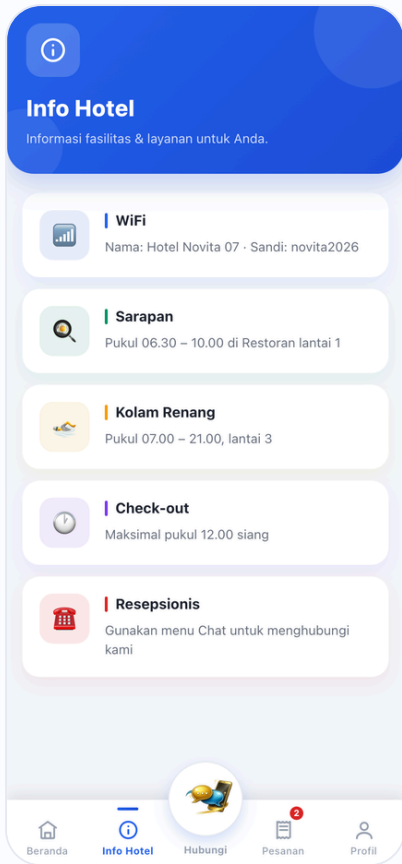 Info Hotel
Informasi fasilitas & layanan untuk Anda.
WiFi
Nama: Hotel Novita 07 · Sandi: novita2026
Sarapan
Pukul 06.30 – 10.00 di Restoran lantai 1
Kolam Renang
Pukul 07.00 – 21.00, lantai 3
Check-out
Maksimal pukul 12.00 siang
Resepsionis
Gunakan menu Chat untuk menghubungi
kami
2
Beranda
Info Hotel
Hubungi
Pesanan
Profil